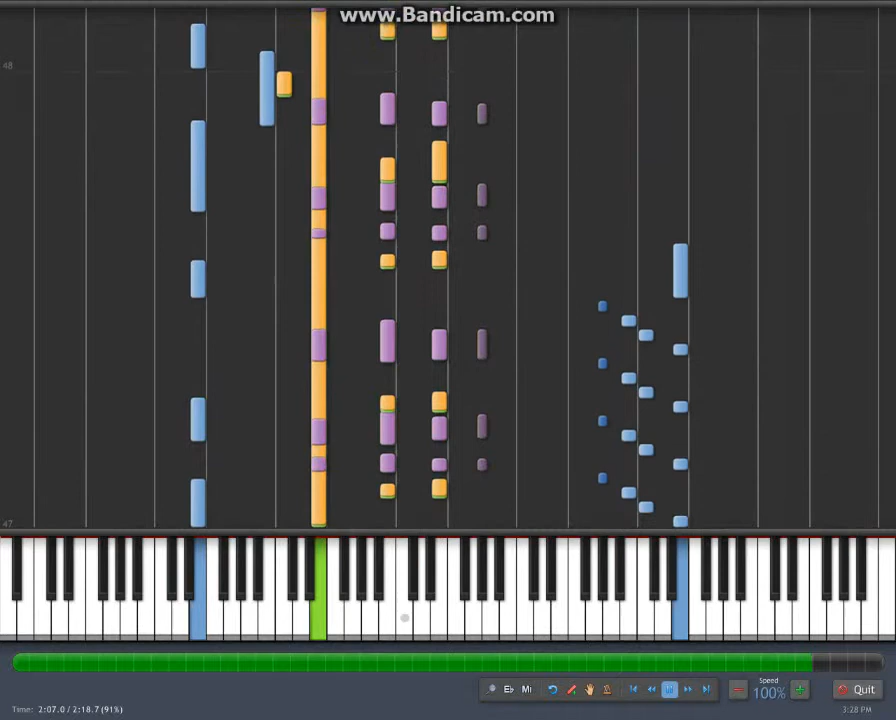 www.Bandicam.com
48
47
E♭ Mi
Speed
100%
Quit
Time: 2:07.0 / 2:18.7 (91%)
3:28 PM